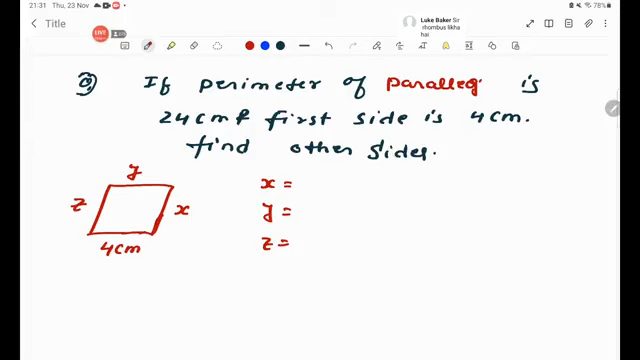 21:31 Thu, 23 Nov
78%
Title
Luke Baker Sir
rhombus likha
hai
LIVE
Q) If perimeter of paralleg is
24cm & first side is 4cm.
find other sides.
y
z
x
4cm
x =
y =
z =